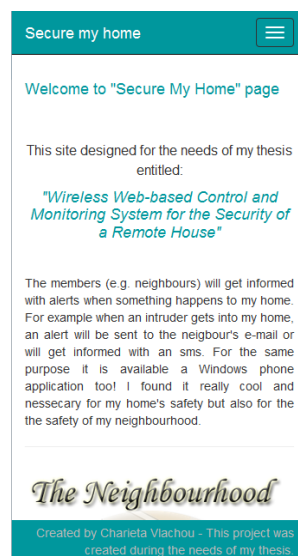 Secure my home
Welcome to "Secure My Home" page
This site designed for the needs of my thesis
entitled:
"Wireless Web-based Control and
Monitoring System for the Security of
a Remote House"
The members (e.g. neighbours) will get informed
with alerts when something happens to my home.
For example when an intruder gets into my home,
an alert will be sent to the neigbour's e-mail or
will get informed with an sms. For the same
purpose it is available a Windows phone
application too! I found it really cool and
nessecary for my home's safety but also for the
the safety of my neighbourhood.
The Neighbourhood
Created by Charieta Vlachou - This project was
created during the needs of my thesis.